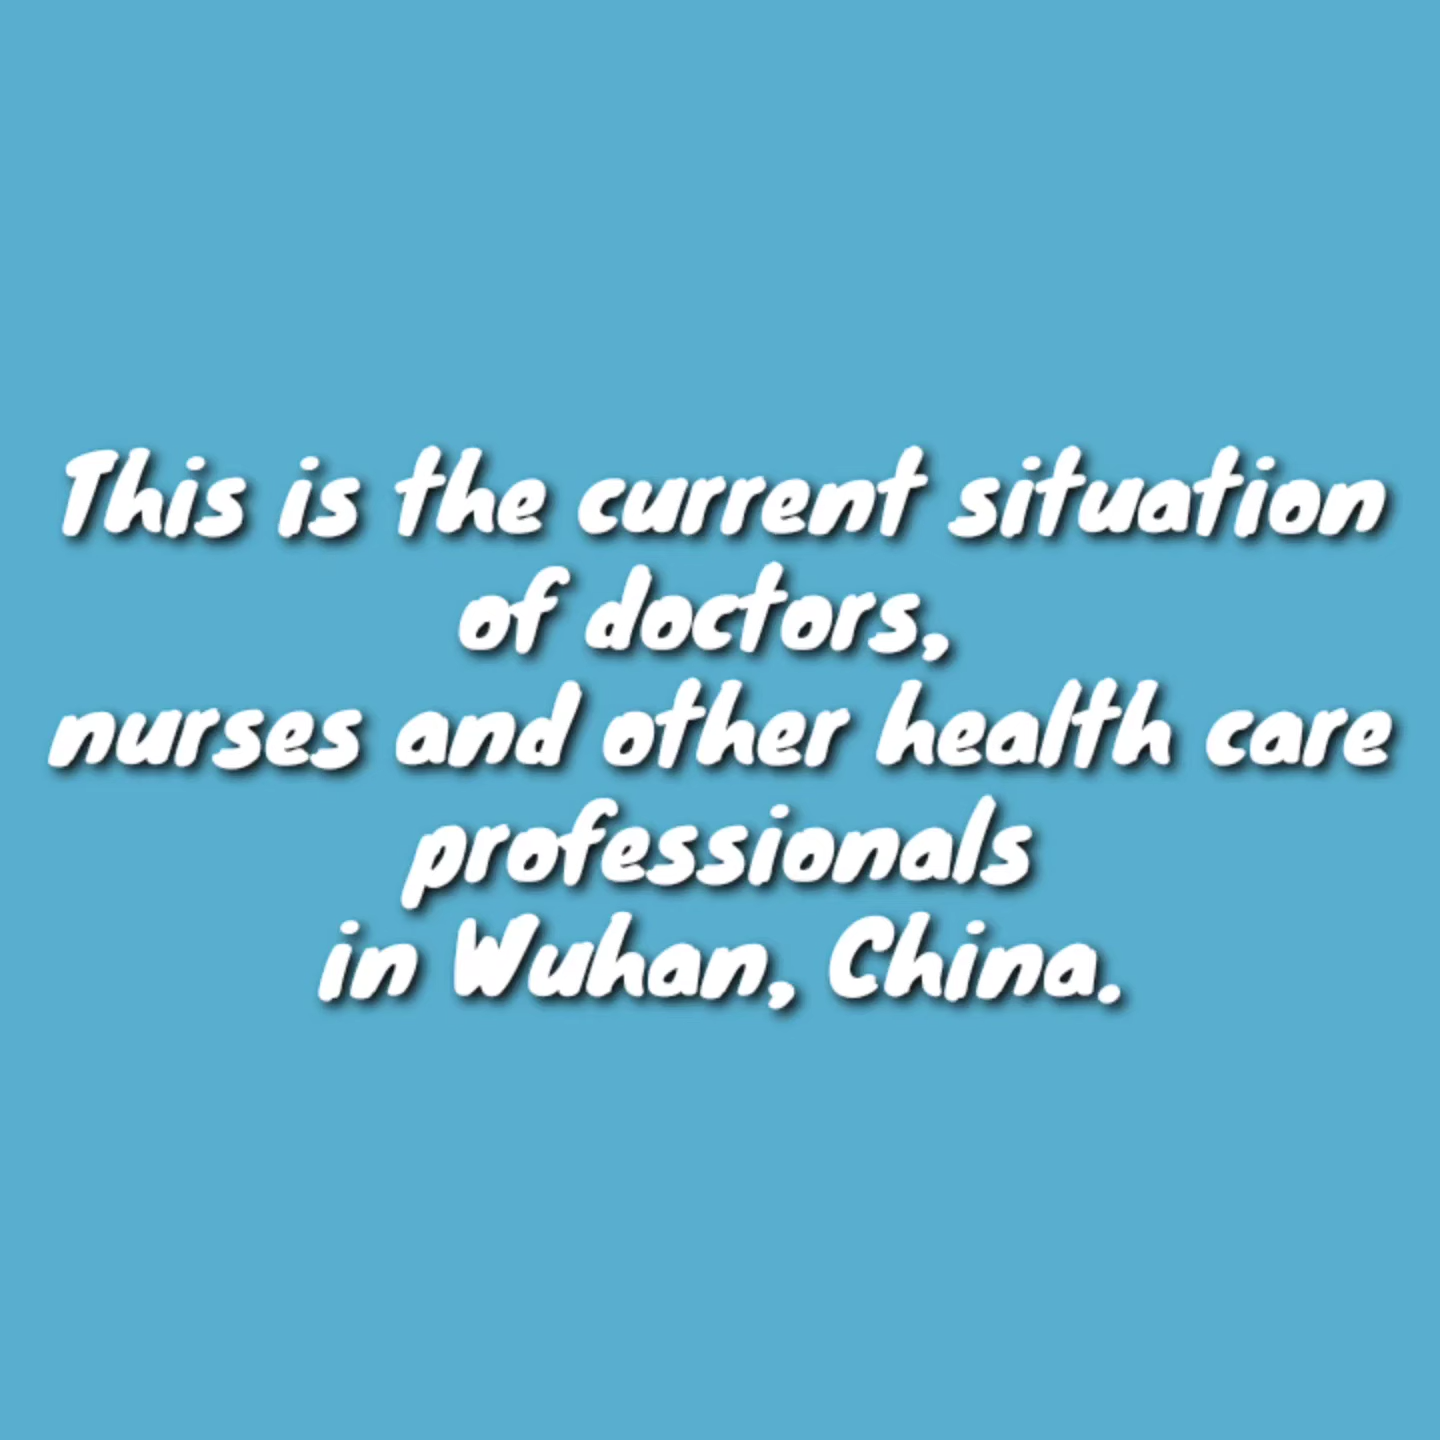 This is the current situation
of doctors,
nurses and other health care
professionals
in Wuhan, China.